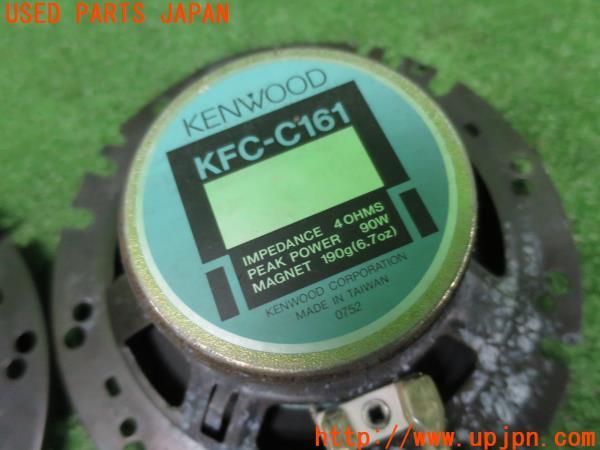 USED PARTS JAPAN
KENWOOD
KFC-C161
IMPEDANCE 4 OHMS
PEAK POWER 90W
MAGNET 190g(6.7oz)
KENWOOD CORPORATION
MADE IN TAIWAN
0752
https://www.upjpn.com/